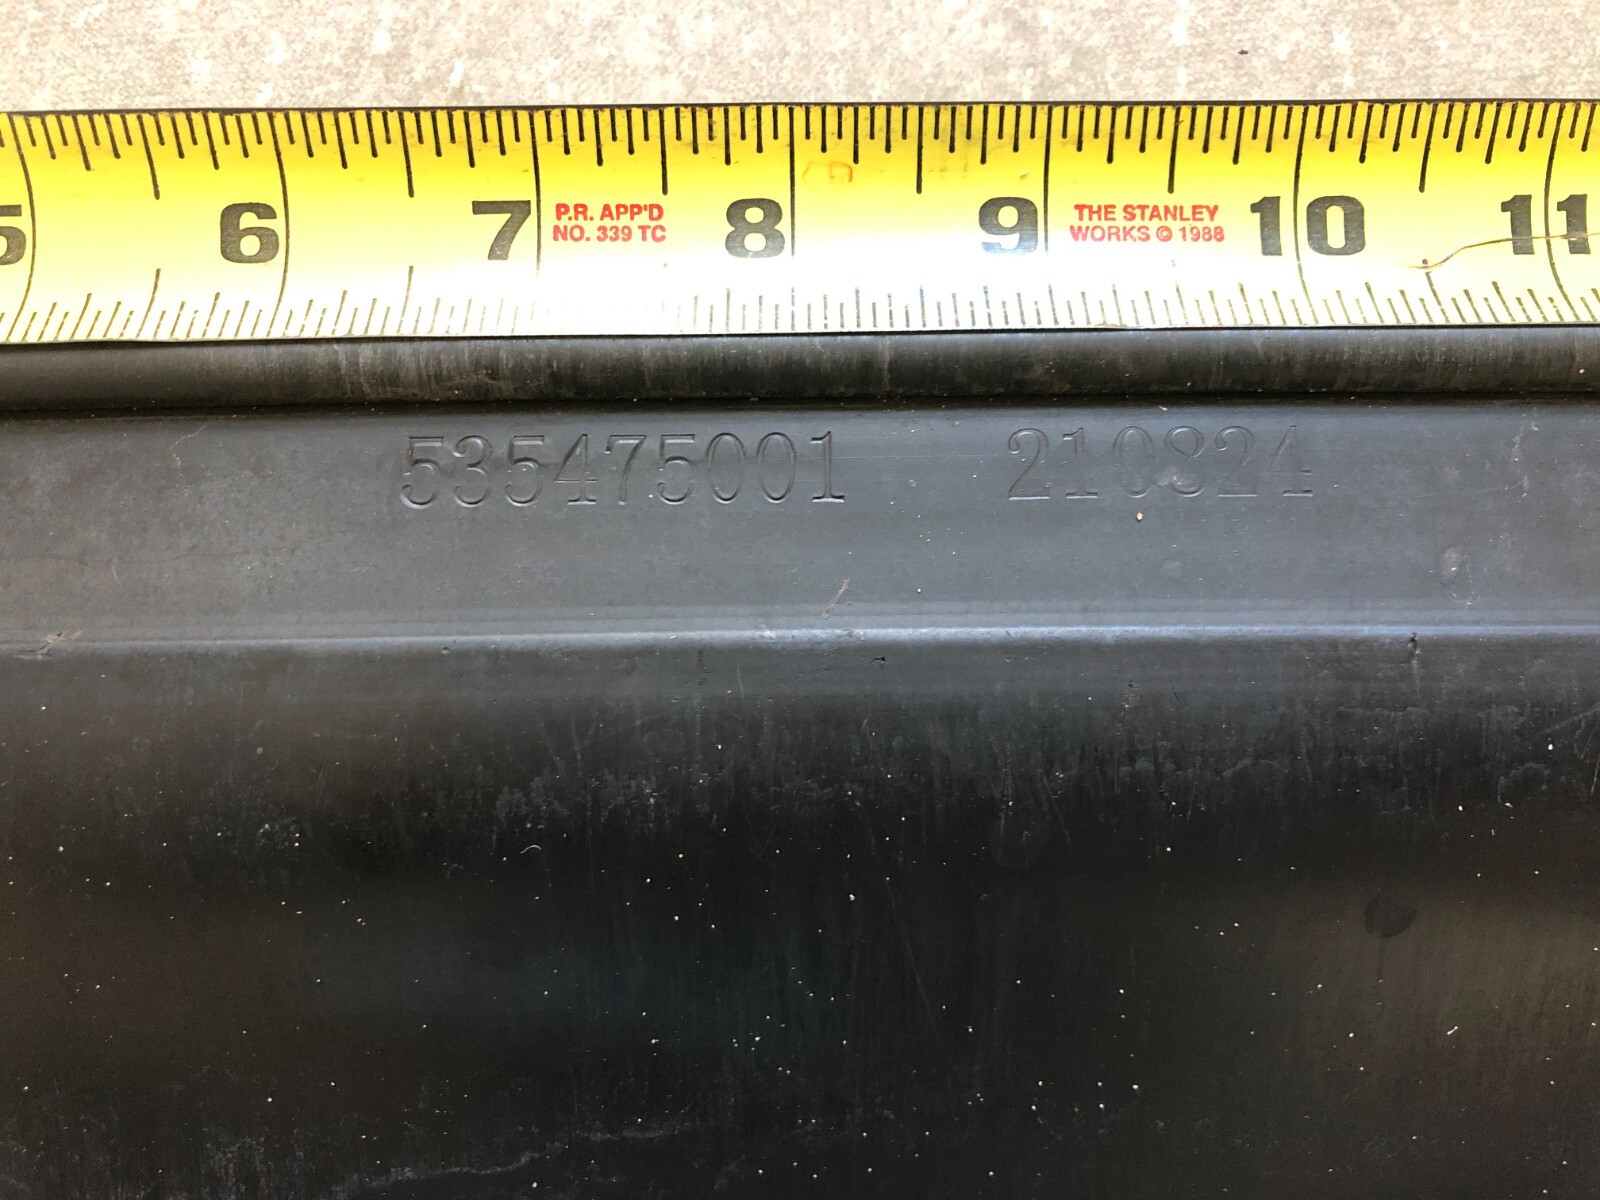 5 6 7 8 9 10 11
P.R. APP'D
NO. 339 TC
THE STANLEY
WORKS © 1988
535475001 210824